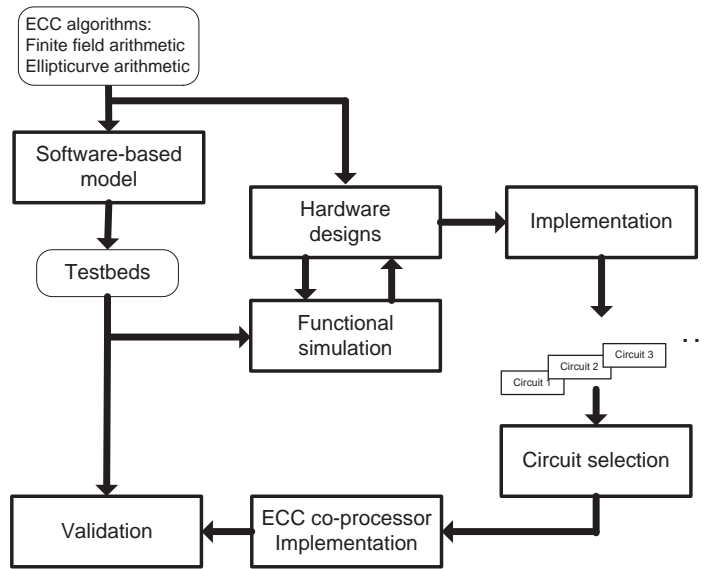 ECC algorithms:
Finite field arithmetic
Ellipticurve arithmetic
Software-based
model
Hardware
designs
Implementation
Testbeds
Functional
simulation
Circuit 1
Circuit 2
Circuit 3
. .
Circuit selection
Validation
ECC co-processor
Implementation